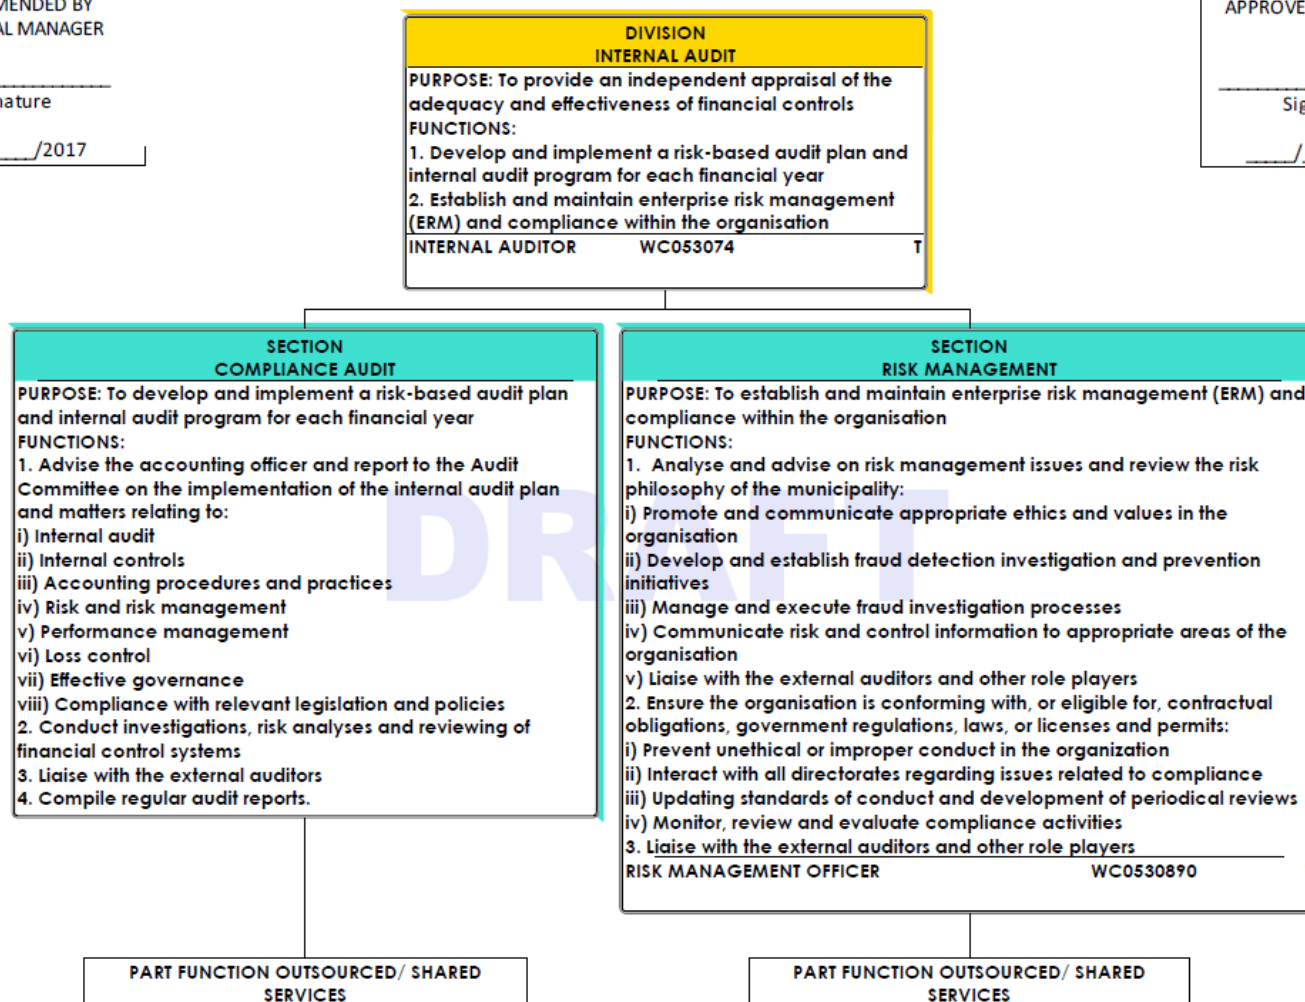 MENDED BY
AL MANAGER
nature
/2017
APPROVE
Sig
/
DIVISION
INTERNAL AUDIT
PURPOSE: To provide an independent appraisal of the
adequacy and effectiveness of financial controls
FUNCTIONS:
1. Develop and implement a risk-based audit plan and
internal audit program for each financial year
2. Establish and maintain enterprise risk management
(ERM) and compliance within the organisation
INTERNAL AUDITOR WC053074 T
SECTION
COMPLIANCE AUDIT
PURPOSE: To develop and implement a risk-based audit plan
and internal audit program for each financial year
FUNCTIONS:
1. Advise the accounting officer and report to the Audit
Committee on the implementation of the internal audit plan
and matters relating to:
i) Internal audit
ii) Internal controls
iii) Accounting procedures and practices
iv) Risk and risk management
v) Performance management
vi) Loss control
vii) Effective governance
viii) Compliance with relevant legislation and policies
2. Conduct investigations, risk analyses and reviewing of
financial control systems
3. Liaise with the external auditors
4. Compile regular audit reports.
SECTION
RISK MANAGEMENT
PURPOSE: To establish and maintain enterprise risk management (ERM) and
compliance within the organisation
FUNCTIONS:
1. Analyse and advise on risk management issues and review the risk
philosophy of the municipality:
i) Promote and communicate appropriate ethics and values in the
organisation
ii) Develop and establish fraud detection investigation and prevention
initiatives
iii) Manage and execute fraud investigation processes
iv) Communicate risk and control information to appropriate areas of the
organisation
v) Liaise with the external auditors and other role players
2. Ensure the organisation is conforming with, or eligible for, contractual
obligations, government regulations, laws, or licenses and permits:
i) Prevent unethical or improper conduct in the organization
ii) Interact with all directorates regarding issues related to compliance
iii) Updating standards of conduct and development of periodical reviews
iv) Monitor, review and evaluate compliance activities
3. Liaise with the external auditors and other role players
RISK MANAGEMENT OFFICER WC0530890
DRAFT
PART FUNCTION OUTSOURCED/ SHARED
SERVICES
PART FUNCTION OUTSOURCED/ SHARED
SERVICES